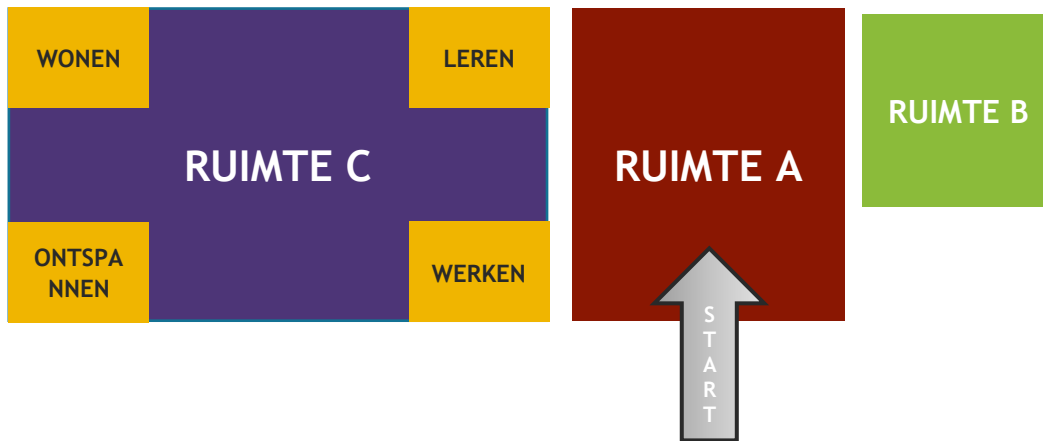 WONEN
LEREN
RUIMTE C
ONTSPA
NNEN
WERKEN
RUIMTE A
S
T
A
R
T
RUIMTE B